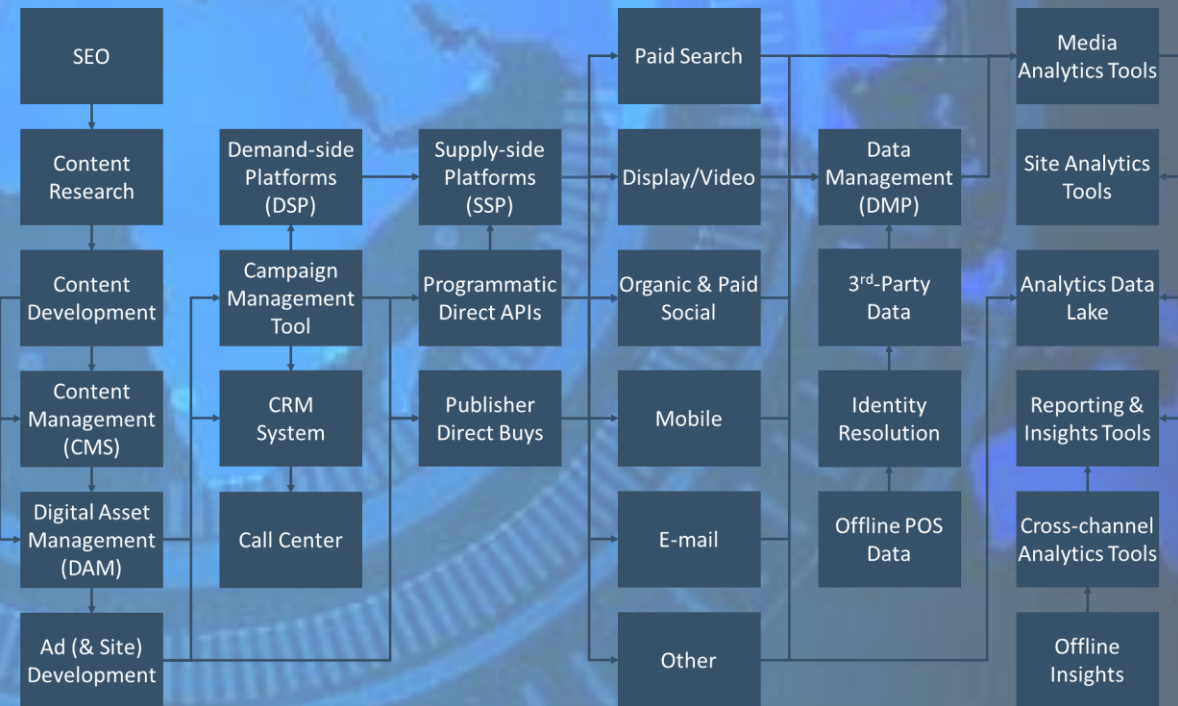 SEO
Content
Research
Content
Development
Content
Management
(CMS)
Digital Asset
Management
(DAM)
Ad (& Site)
Development
Demand-side
Platforms
(DSP)
Campaign
Management
Tool
CRM
System
Call Center
Supply-side
Platforms
(SSP)
Programmatic
Direct APIs
Publisher
Direct Buys
Paid Search
Display/Video
Organic & Paid
Social
Mobile
E-mail
Other
Data
Management
(DMP)
3rd-Party
Data
Identity
Resolution
Offline POS
Data
Media
Analytics Tools
Site Analytics
Tools
Analytics Data
Lake
Reporting &
Insights Tools
Cross-channel
Analytics Tools
Offline
Insights